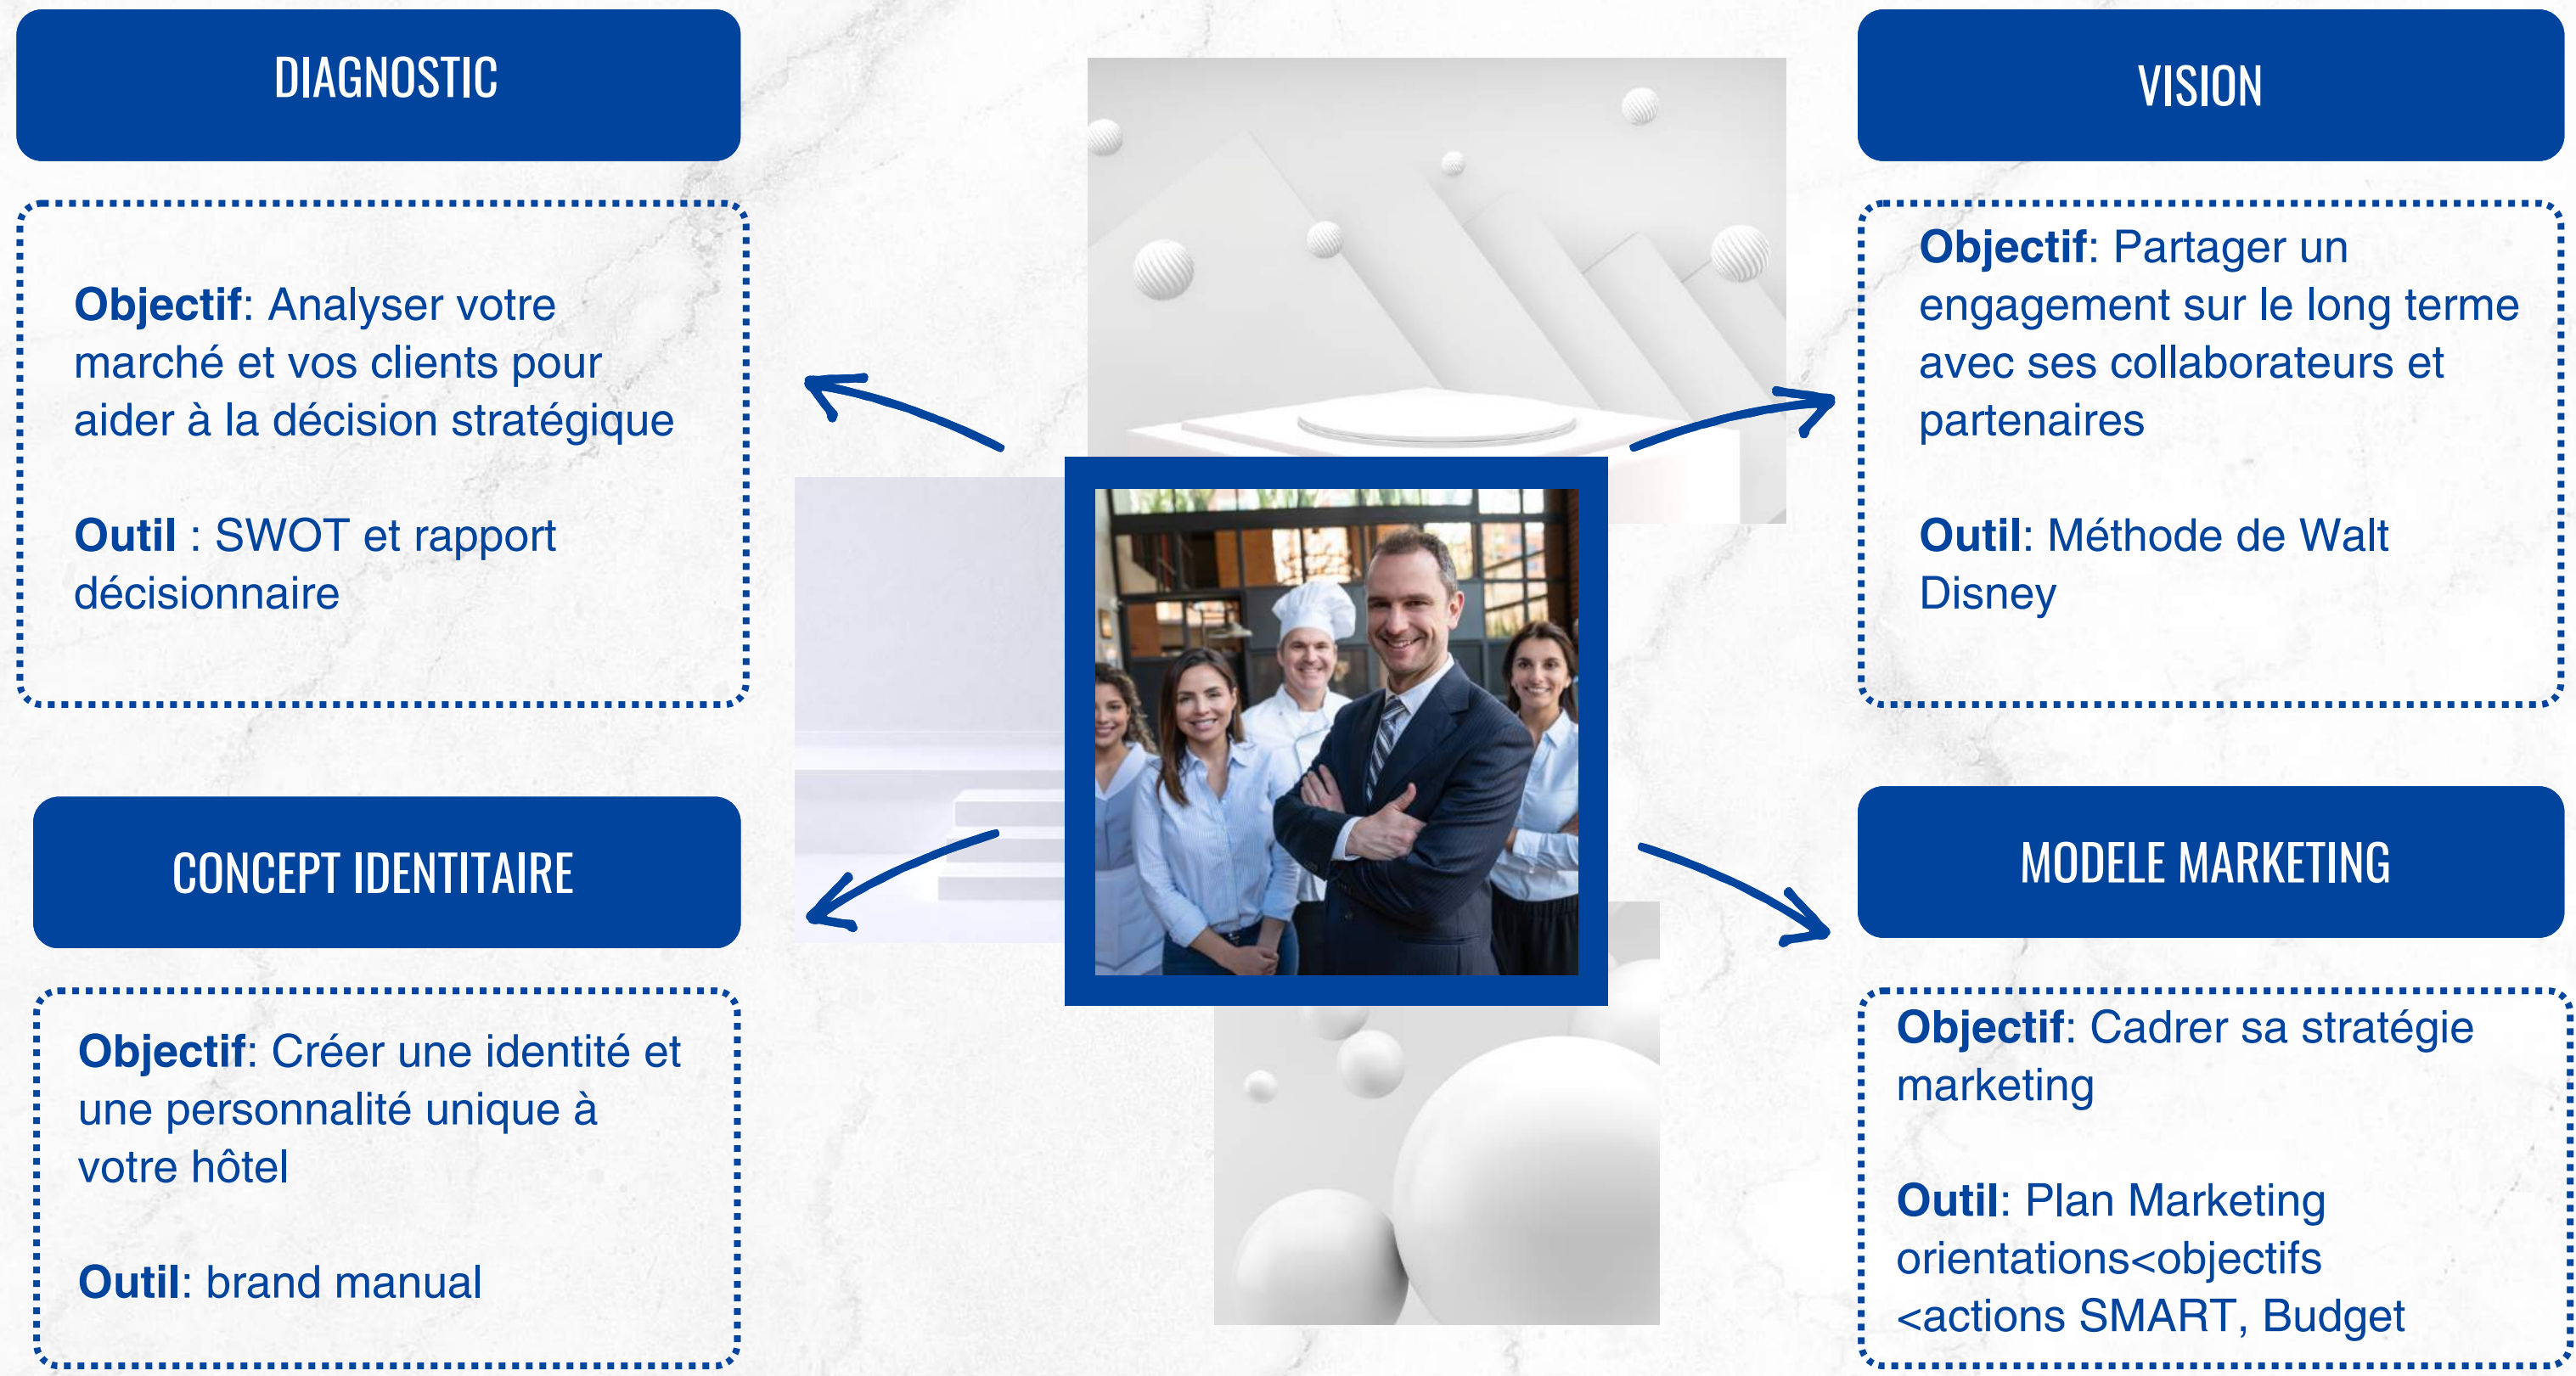 DIAGNOSTIC
Objectif: Analyser votre
marché et vos clients pour
aider à la décision stratégique
Outil : SWOT et rapport
décisionnaire
VISION
Objectif: Partager un
engagement sur le long terme
avec ses collaborateurs et
partenaires
Outil: Méthode de Walt
Disney
CONCEPT IDENTITAIRE
Objectif: Créer une identité et
une personnalité unique à
votre hôtel
Outil: brand manual
MODELE MARKETING
Objectif: Cadrer sa stratégie
marketing
Outil: Plan Marketing
orientations<objectifs
<actions SMART, Budget